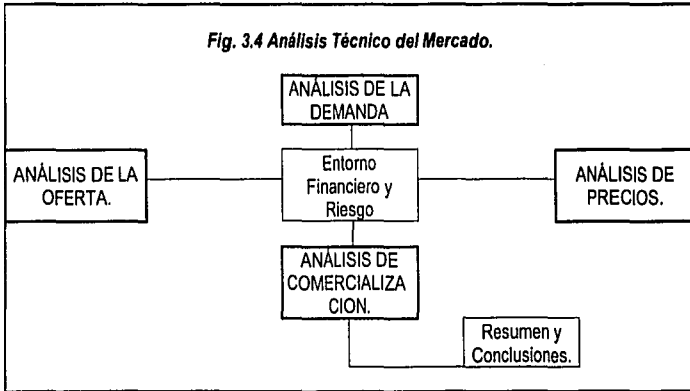 Fig. 3.4 Análisis Técnico del Mercado.
ANÁLISIS DE LA
DEMANDA
ANÁLISIS DE LA
OFERTA.
Entorno
Financiero y
Riesgo
ANÁLISIS DE
PRECIOS.
ANÁLISIS DE
COMERCIALIZA
CION.
Resumen y
Conclusiones.